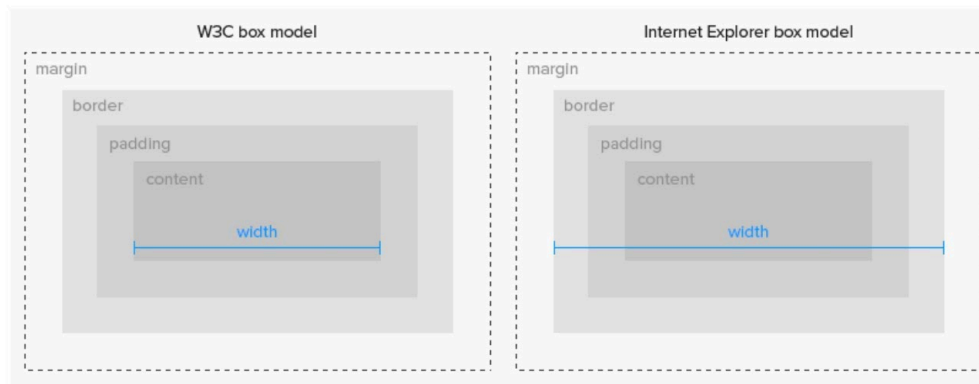 W3C box model
margin
border
padding
content
width
Internet Explorer box model
margin
border
padding
content
width